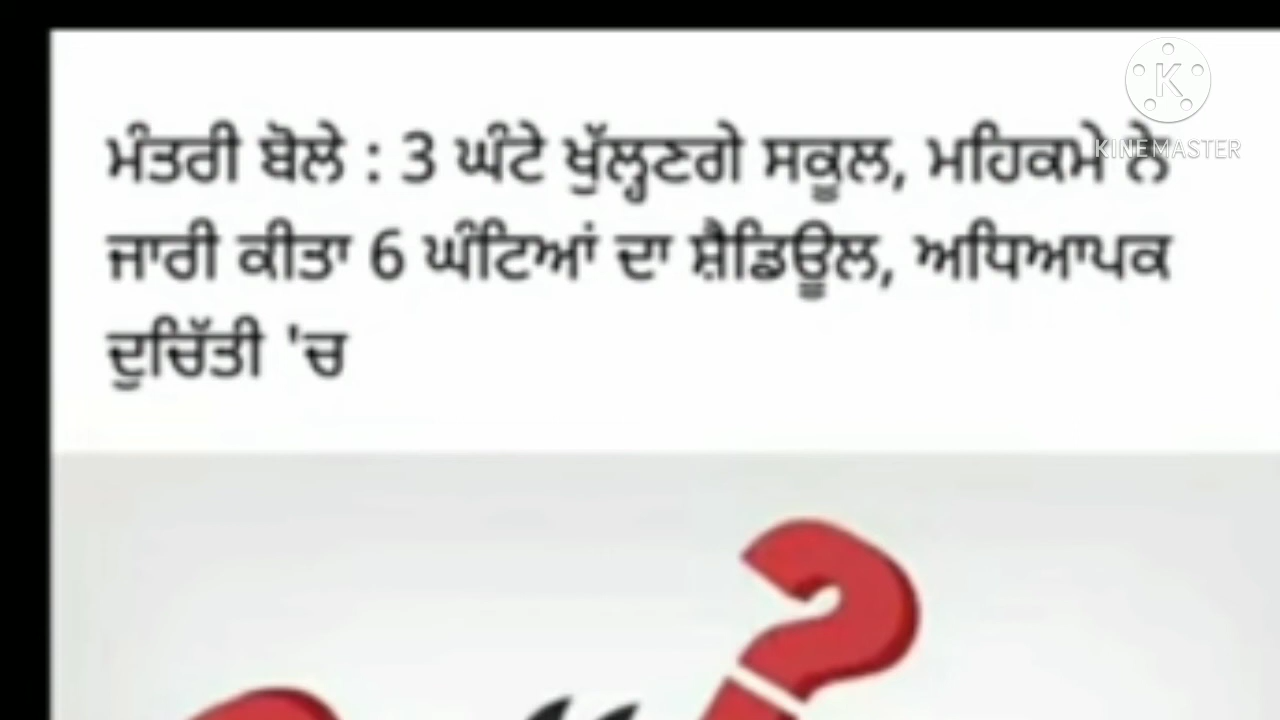 ਮੰਤਰੀ ਬੋਲੇ : 3 ਘੰਟੇ ਖੁੱਲ੍ਹਣਗੇ ਸਕੂਲ, ਮਹਿਕਮੇ ਨੇ
ਜਾਰੀ ਕੀਤਾ 6 ਘੰਟਿਆਂ ਦਾ ਸ਼ੈਡਿਊਲ, ਅਧਿਆਪਕ
ਦੁਚਿੱਤੀ 'ਚ
K
KINEMASTER